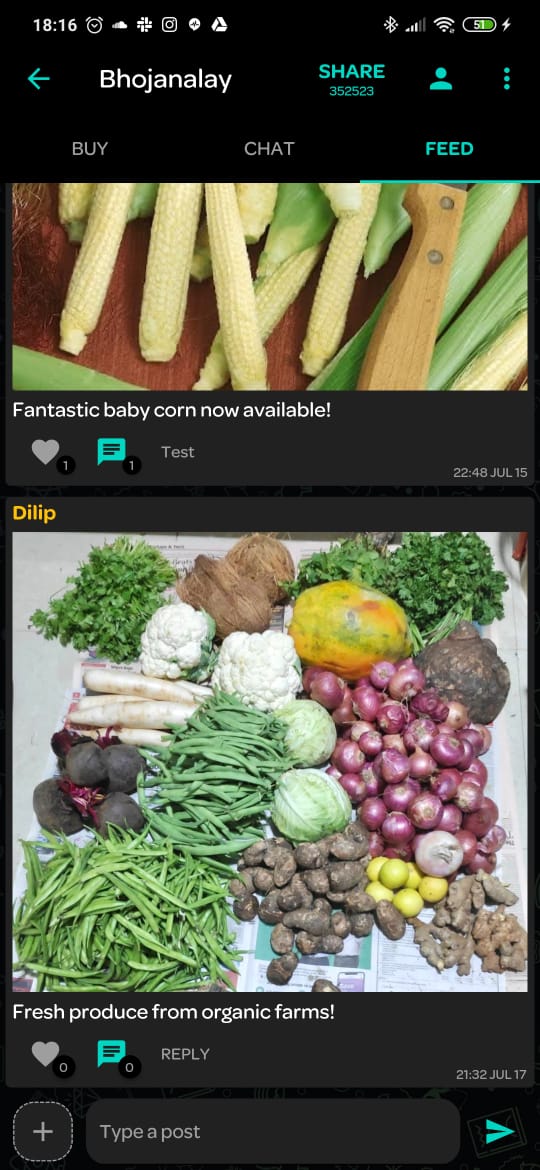 18:16
51
Bhojanalay
SHARE
352523
BUY
CHAT
FEED
Fantastic baby corn now available!
1
1
Test
22:48 JUL 15
Dilip
Fresh produce from organic farms!
0
0
REPLY
21:32 JUL 17
Type a post